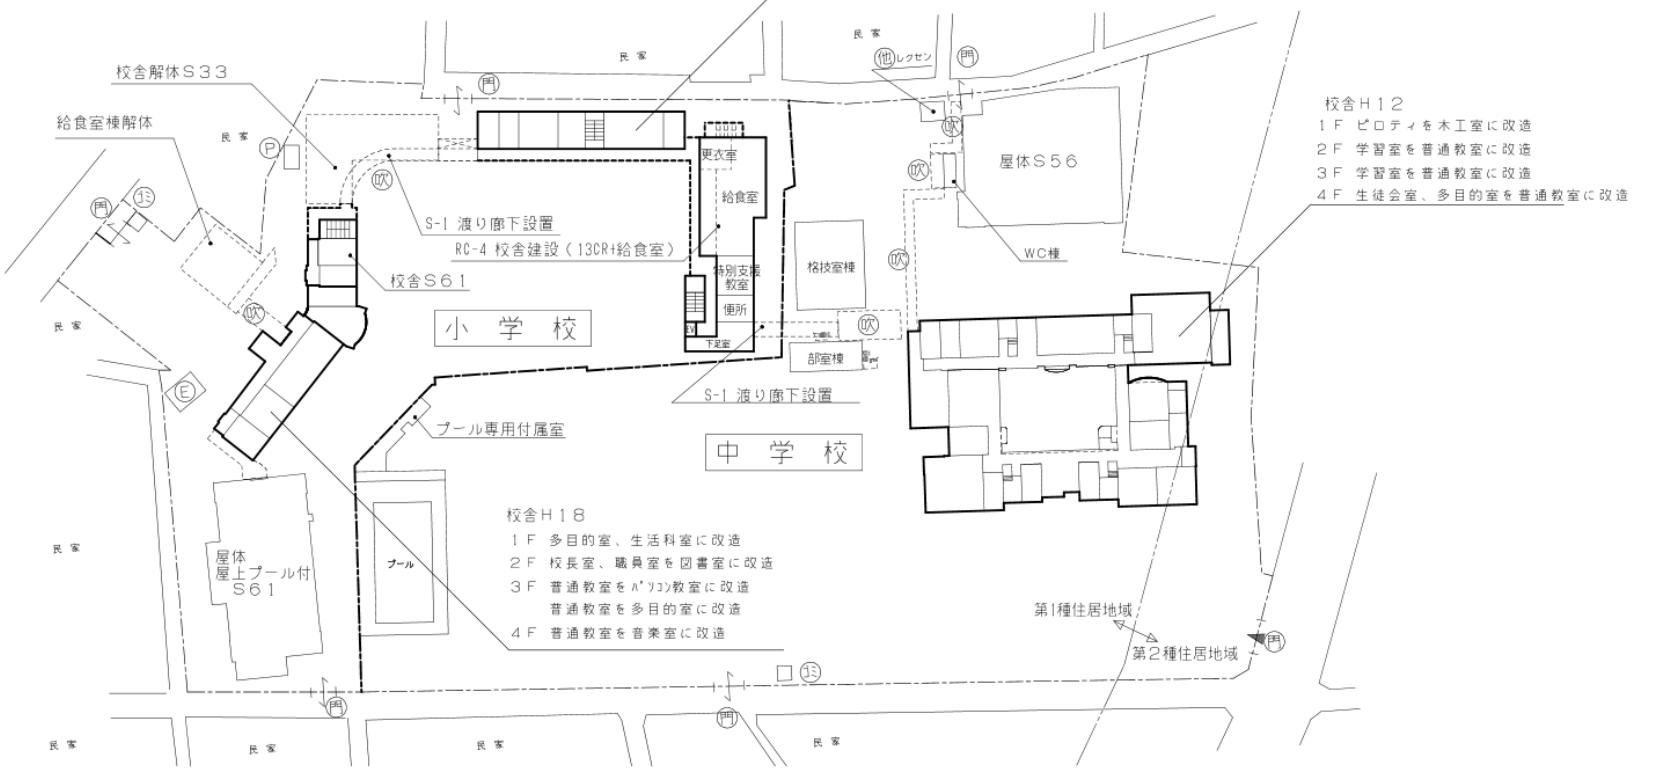 民家
民家
他
レクセン
門
門
校舎解体S33
給食室棟解体
民家
P
吹
吹
吹
更衣室
給食室
屋体S56
校舎H12
1F ピロティを木工室に改造
2F 学習室を普通教室に改造
3F 学習室を普通教室に改造
4F 生徒会室、多目的室を普通教室に改造
門
ゴミ
S-1 渡り廊下設置
RC-4 校舎建設(13CR+給食室)
WC棟
吹
校舎S61
特別支援
教室
格技室棟
便所
吹
小学校
吹
民家
EV
下足室
部室棟
E
S-1 渡り廊下設置
プール専用付属室
中学校
校舎H18
1F 多目的室、生活科室に改造
2F 校長室、職員室を図書室に改造
3F 普通教室をパソコン教室に改造
普通教室を多目的室に改造
4F 普通教室を音楽室に改造
民家
屋体
屋上プール付
S61
プール
第1種住居地域
第2種住居地域
門
ゴミ
門
門
民家
民家
民家
民家